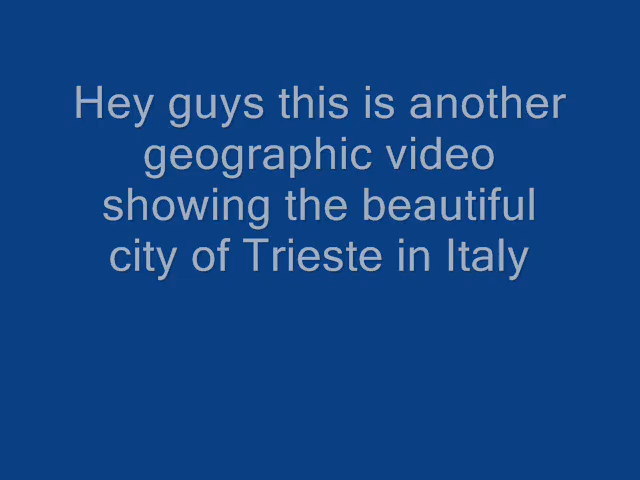 Hey guys this is another
geographic video
showing the beautiful
city of Trieste in Italy